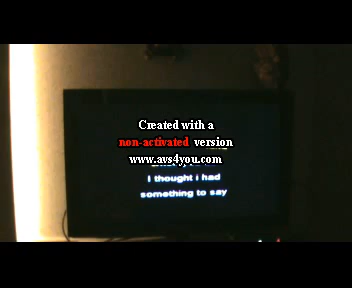 Created with a
non-activated version
www.avs4you.com
I thought i had
something to say